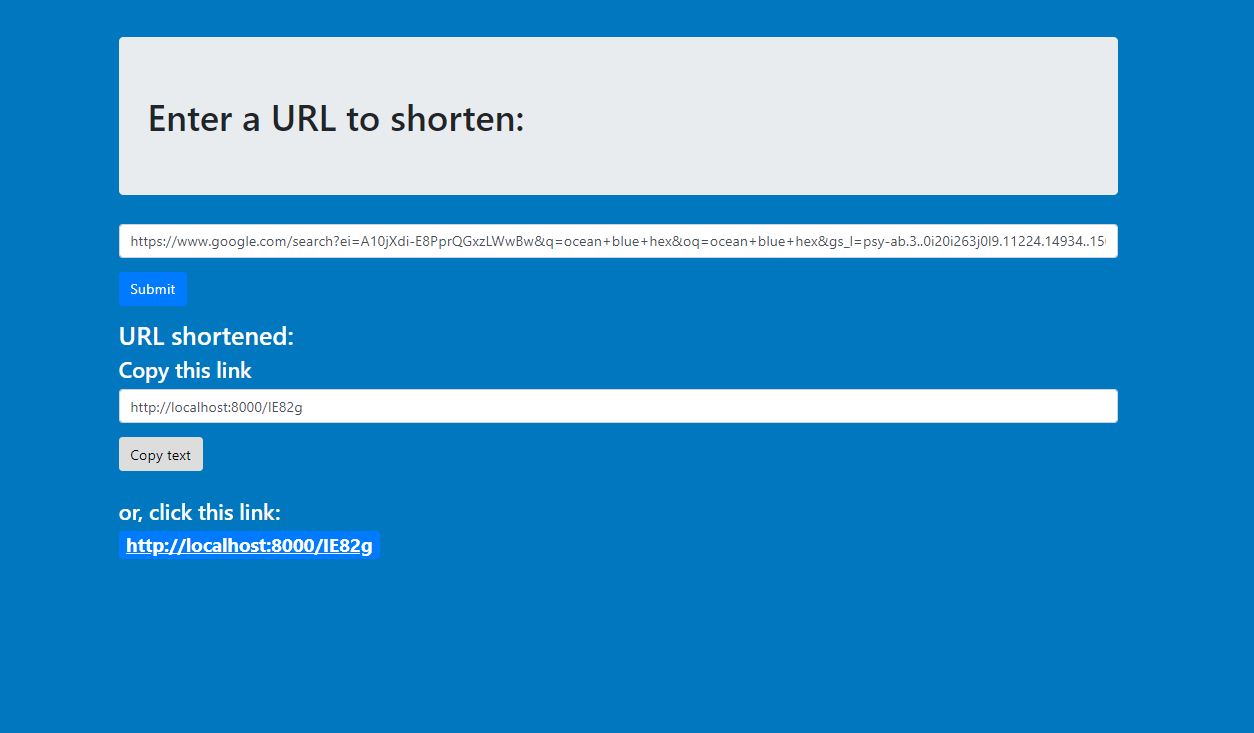 Enter a URL to shorten:
https://www.google.com/search?ei=A10jXdi-E8PprQGxzLWwBw&q=ocean+blue+hex&oq=ocean+blue+hex&gs_l=psy-ab.3..0i20i263j0l9.11224.14934..15
Submit
URL shortened:
Copy this link
http://localhost:8000/IE82g
Copy text
or, click this link:
http://localhost:8000/IE82g